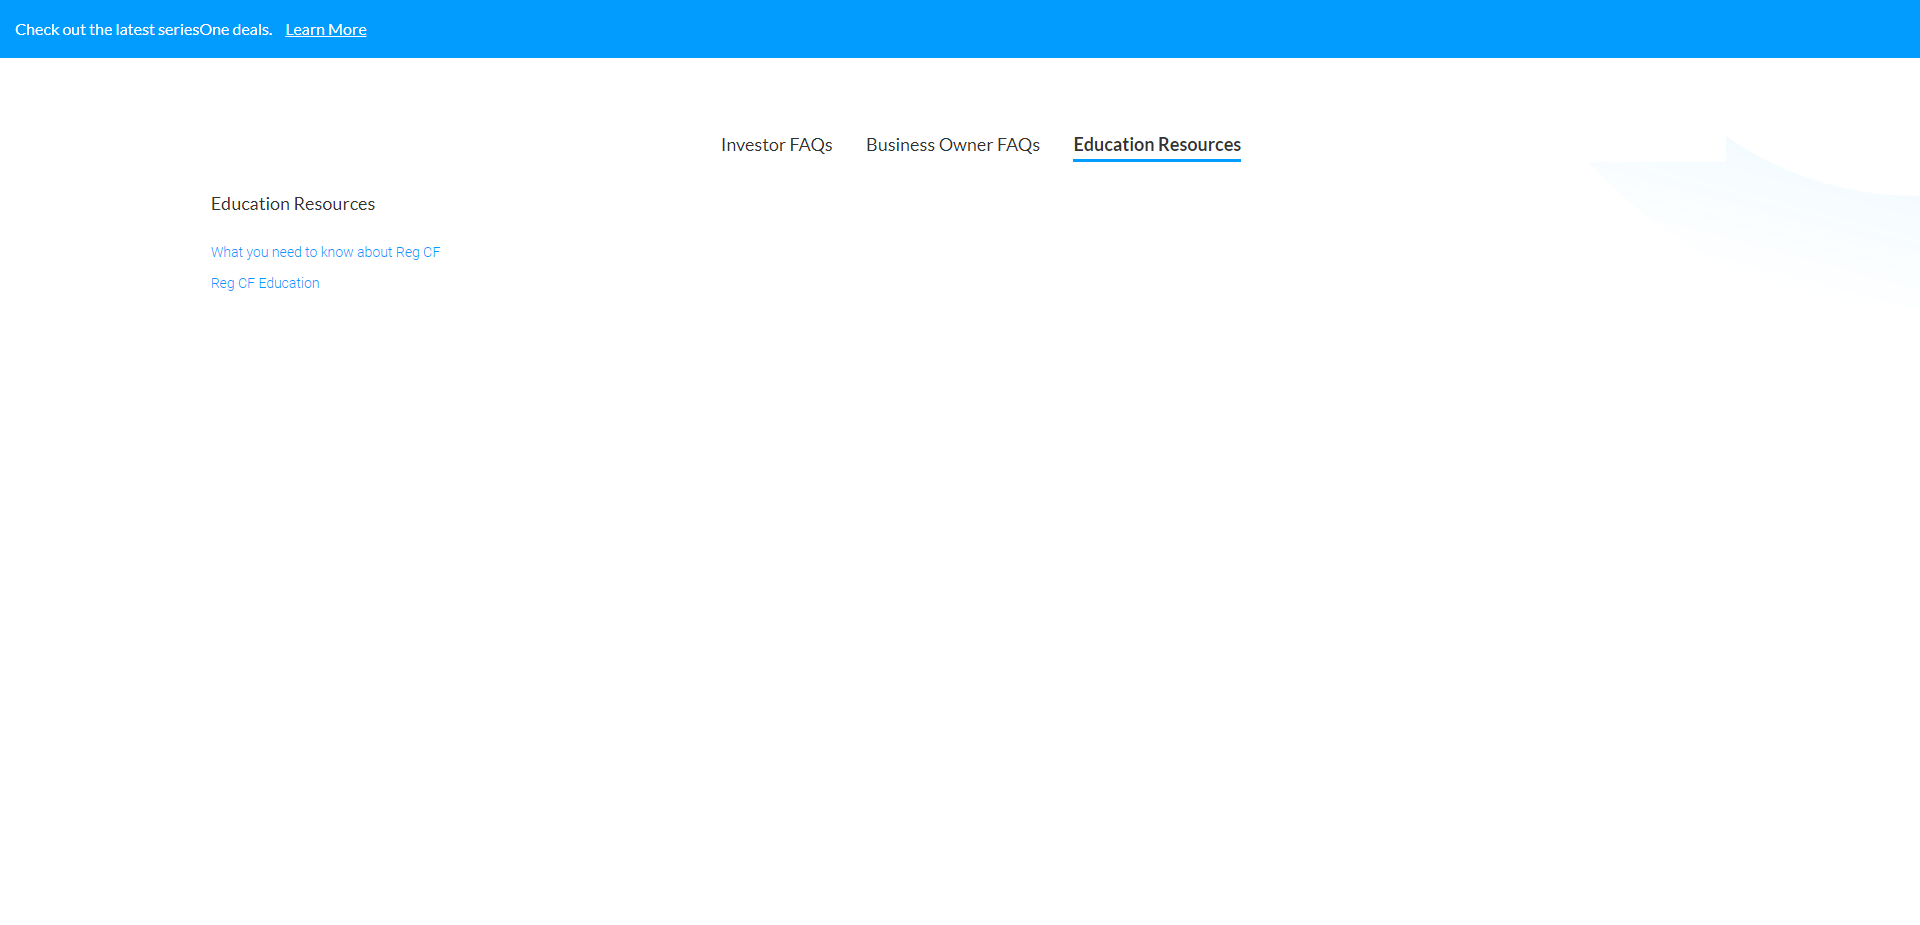 Check out the latest seriesOne deals. Learn More
Investor FAQs Business Owner FAQs Education Resources
Education Resources
What you need to know about Reg CF
Reg CF Education